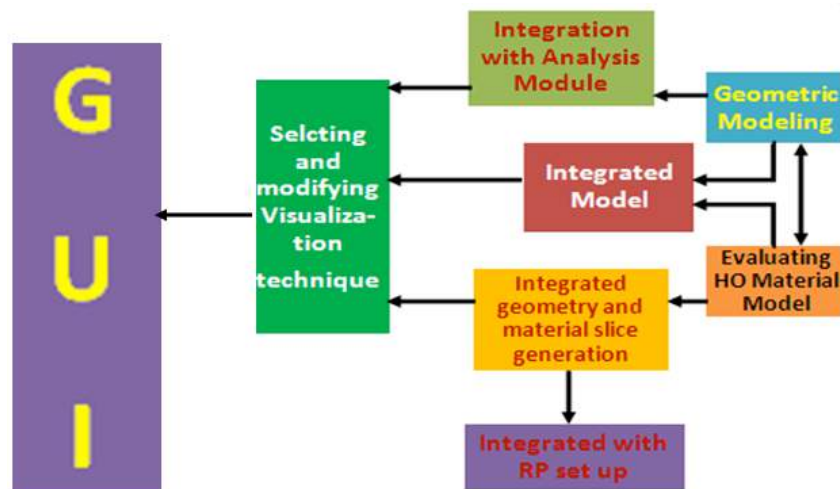 G
U
I
Selcting
and
modifying
Visualiza-
tion
technique
Integration
with Analysis
Module
Integrated
Model
Integrated
geometry and
material slice
generation
Integrated with
RP set up
Geometric
Modeling
Evaluating
HO Material
Model